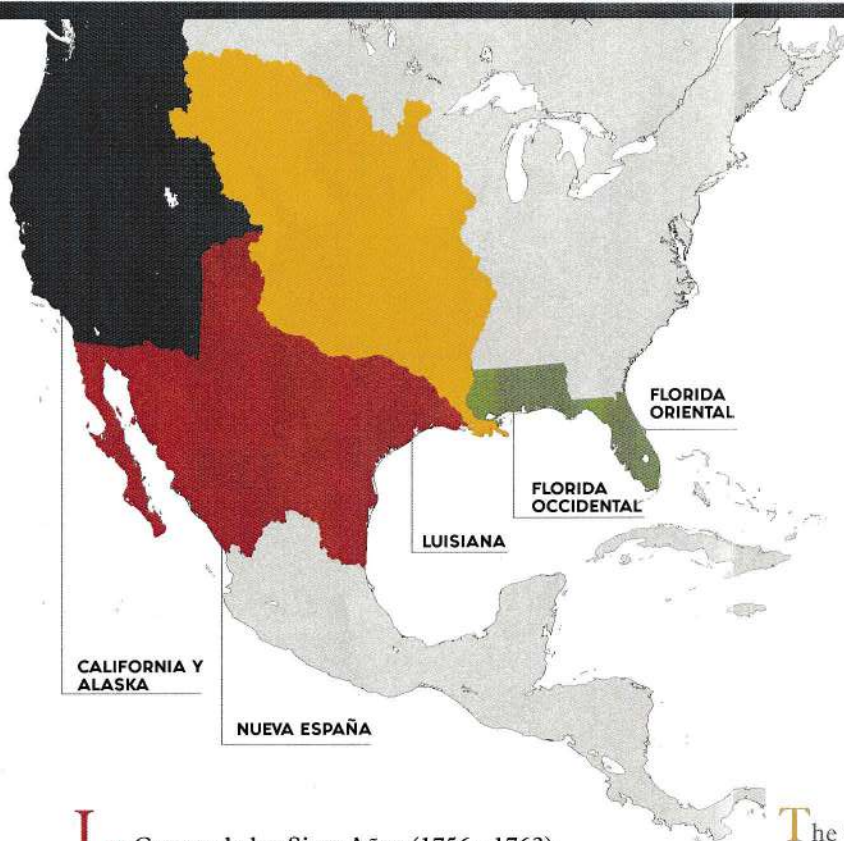 FLORIDA
ORIENTAL
FLORIDA
OCCIDENTAL
LUISIANA
CALIFORNIA Y
ALASKA
NUEVA ESPAÑA
La Guerra de los Siete Años (1756 - 1763)
The